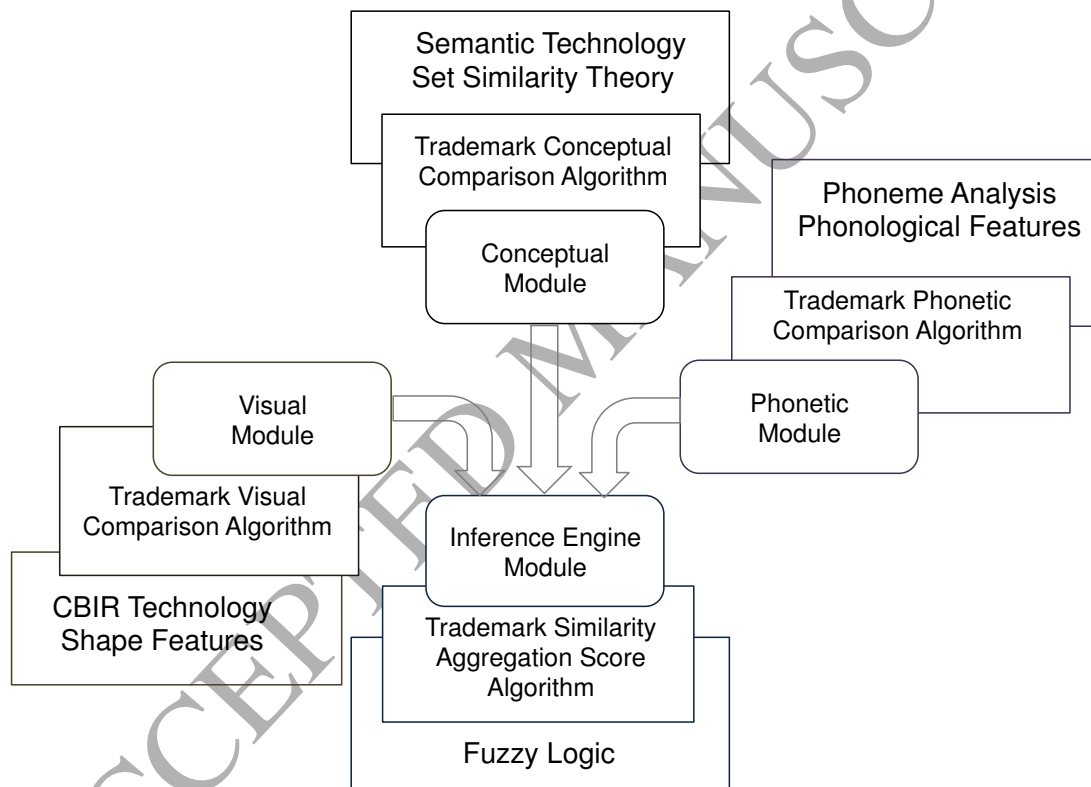 Semantic Technology
Set Similarity Theory
Trademark Conceptual
Comparison Algorithm
Conceptual
Module
Phoneme Analysis
Phonological Features
Trademark Phonetic
Comparison Algorithm
Phonetic
Module
Visual
Module
Trademark Visual
Comparison Algorithm
CBIR Technology
Shape Features
Inference Engine
Module
Trademark Similarity
Aggregation Score
Algorithm
Fuzzy Logic
CCEPTED MANUSC